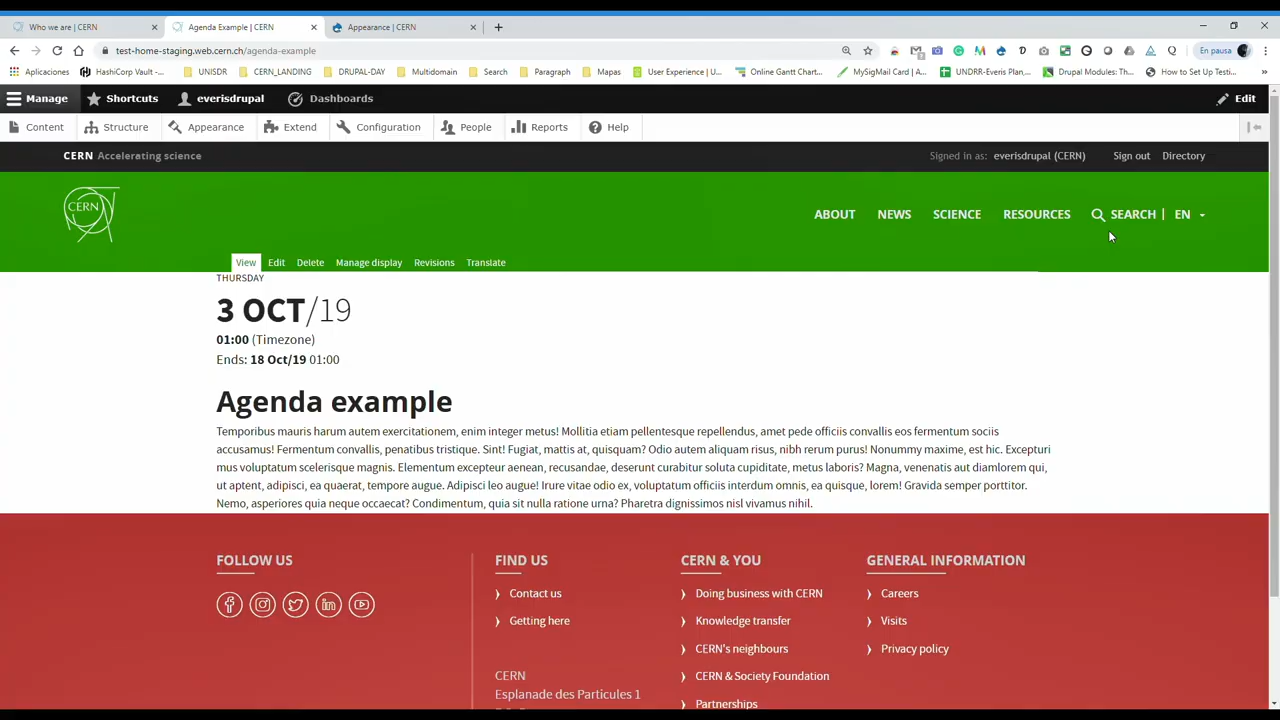 Who we are | CERN
Agenda Example | CERN
Appearance | CERN
test-home-staging.web.cern.ch/agenda-example
En pausa
Aplicaciones
HashiCorp Vault -...
UNISDR
CERN_LANDING
DRUPAL-DAY
Multidomain
Search
Paragraph
Mapas
User Experience | U...
Online Gantt Chart...
MySigMail Card | A...
UNDRR-Everis Plan,...
Drupal Modules: Th...
How to Set Up Testi...
Manage
Shortcuts
everisdrupal
Dashboards
Edit
Content
Structure
Appearance
Extend
Configuration
People
Reports
Help
CERN Accelerating science
Signed in as: everisdrupal (CERN)
Sign out
Directory
CERN
ABOUT
NEWS
SCIENCE
RESOURCES
SEARCH |
EN
View
Edit
Delete
Manage display
Revisions
Translate
THURSDAY
3 OCT/19
01:00 (Timezone)
Ends: 18 Oct/19 01:00
Agenda example
Temporibus mauris harum autem exercitationem, enim integer metus! Mollitia etiam pellentesque repellendus, amet pede officiis convallis eos fermentum sociis
accusamus! Fermentum convallis, penatibus tristique. Sint! Fugiat, mattis at, quisquam? Odio autem aliquam risus, nibh rerum purus! Nonummy maxime, est hic. Excepturi
mus voluptatum scelerisque magnis. Elementum excepteur aenean, recusandae, deserunt curabitur soluta cupiditate, metus laboris? Magna, venenatis aut diamlorem qui,
ut aptent, adipisci, ea quaerat, tempore augue. Adipisci leo augue! Irure vitae odio ex, voluptatum officiis interdum omnis, ea quisque, lorem! Gravida semper porttitor.
Nemo, asperiores quia neque occaecat? Condimentum, quia sit nulla ratione urna? Pharetra dignissimos nisl vivamus nihil.
FOLLOW US
FIND US
Contact us
Getting here
CERN
Esplanade des Particules 1
CERN & YOU
Doing business with CERN
Knowledge transfer
CERN's neighbours
CERN & Society Foundation
Partnerships
GENERAL INFORMATION
Careers
Visits
Privacy policy